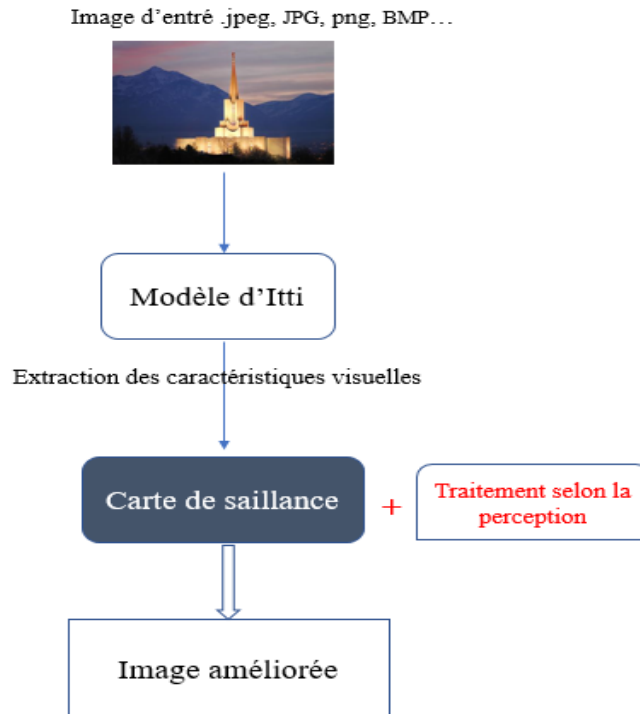 Image d’entré .jpeg, JPG, png, BMP…
Modèle d’Itti
Extraction des caractéristiques visuelles
Carte de saillance
+
Traitement selon la
perception
Image améliorée